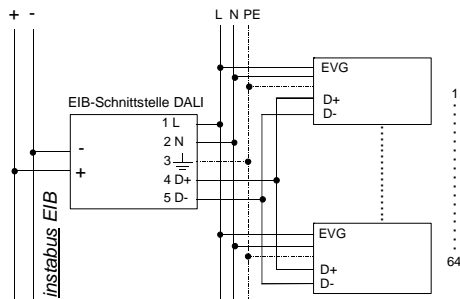 + - L N PE
EVG
D+
D-
1
EIB-Schnittstelle DALI
1 L
2 N
3
4 D+
5 D-
-
+
instabus EIB
EVG
D+
D-
64